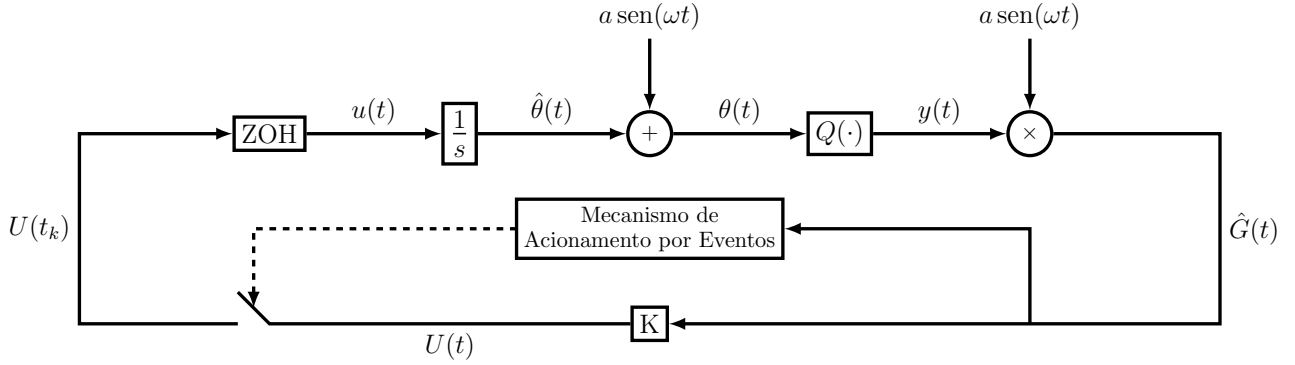 a sen(ωt)
a sen(ωt)
ZOH
u(t)
1
s
θ̂(t)
+
θ(t)
Q(·)
y(t)
×
U(t_k)
Mecanismo de
Acionamento por Eventos
Ĝ(t)
K
U(t)